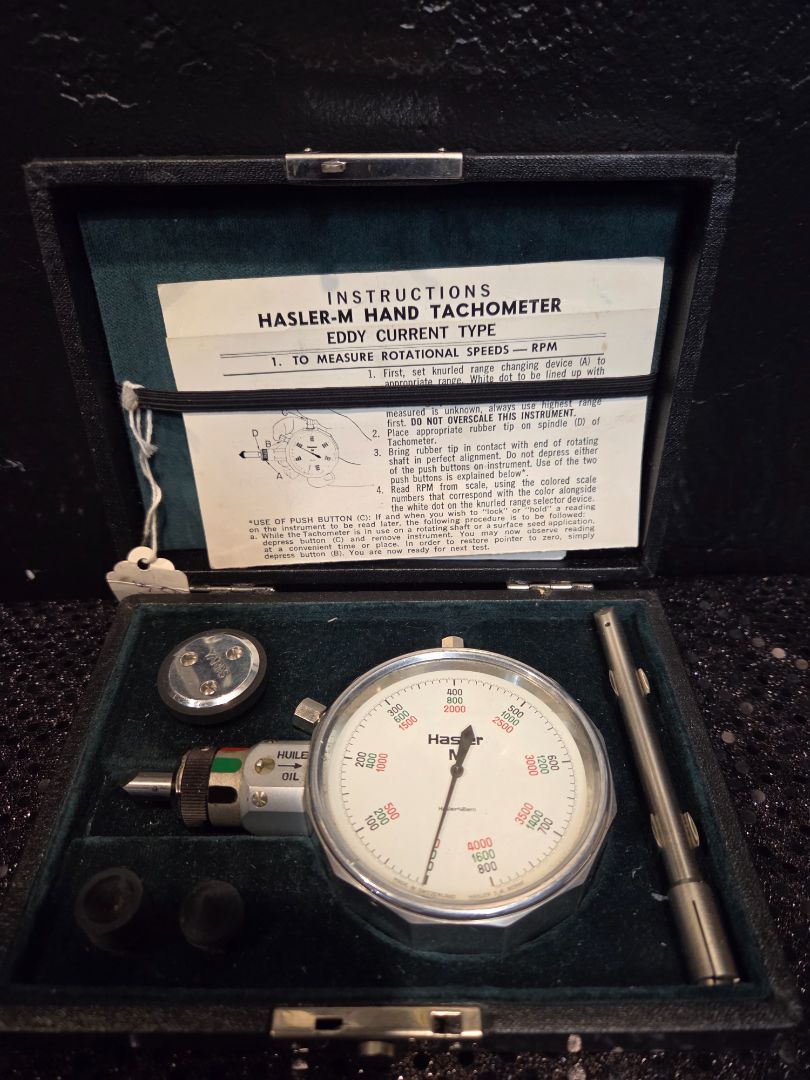 INSTRUCTIONS
HASLER-M HAND TACHOMETER
EDDY CURRENT TYPE
1. TO MEASURE ROTATIONAL SPEEDS — RPM
1. First, set knurled range changing device (A) to
appropriate range. White dot to be lined up with
measured is unknown, always use highest range
first. DO NOT OVERSCALE THIS INSTRUMENT.
2. Place appropriate rubber tip on spindle (D) of
Tachometer.
3. Bring rubber tip in contact with end of rotating
shaft in perfect alignment. Do not depress either
of the push buttons on instrument. Use of the two
push buttons is explained below*.
4. Read RPM from scale, using the colored scale
numbers that correspond with the color alongside
the white dot on the knurled range selector device.
D
B
A
*USE OF PUSH BUTTON (C): If and when you wish to "lock" or "hold" a reading
on the instrument to be read later, the following procedure is to be followed:
a. While the Tachometer is in use on a rotating shaft or a surface seed application.
depress button (C) and remove instrument. You may now observe reading
at a convenient time or place. In order to restore pointer to zero, simply
depress button (B). You are now ready for next test.
YARDS
HUILE
OIL
400
800
2000
300
600
1500
500
1000
2500
200
400
1000
600
1200
3000
100
200
500
700
1400
3500
0
0
0
800
1600
4000
Hasler
M